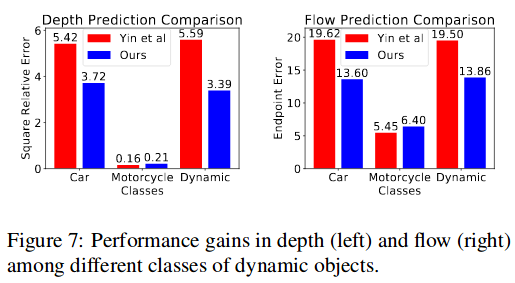 Depth Prediction Comparison
Square Relative Error
6
4
2
0
5.42
3.72
0.16
0.21
5.59
3.39
Yin et al
Ours
Car
Motorcycle
Dynamic
Classes
Flow Prediction Comparison
Endpoint Error
20
15
10
5
0
19.62
13.60
5.45
6.40
19.50
13.86
Yin et al
Ours
Car
Motorcycle
Dynamic
Classes
Figure 7: Performance gains in depth (left) and flow (right)
among different classes of dynamic objects.